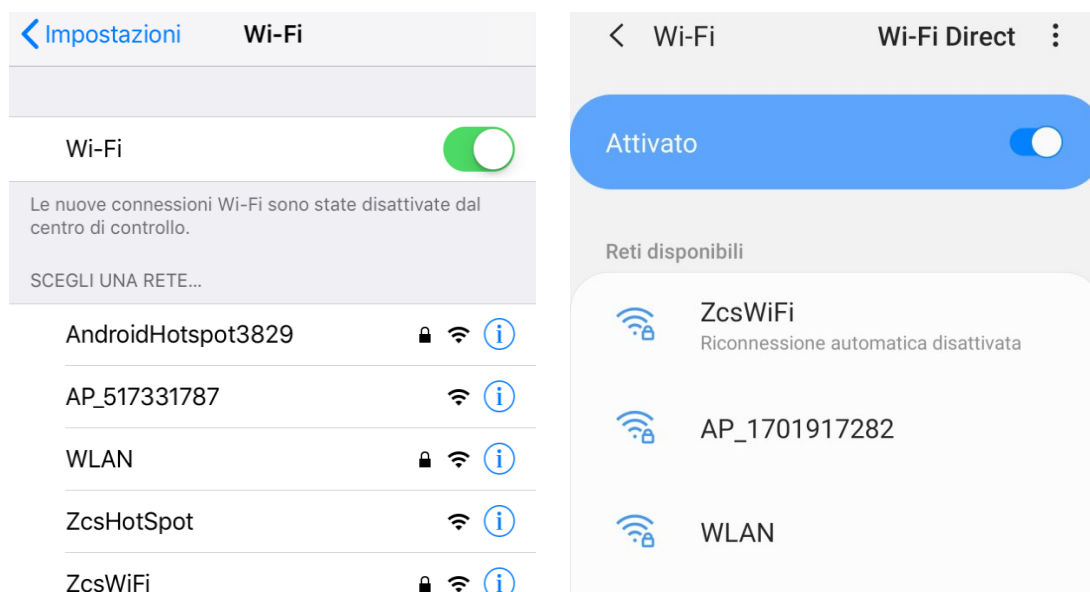 Impostazioni Wi-Fi
Wi-Fi
Le nuove connessioni Wi-Fi sono state disattivate dal
centro di controllo.
SCEGLI UNA RETE...
AndroidHotspot3829
AP_517331787
WLAN
ZcsHotSpot
ZcsWiFi
Wi-Fi Wi-Fi Direct
Attivato
Reti disponibili
ZcsWiFi
Riconnessione automatica disattivata
AP_1701917282
WLAN